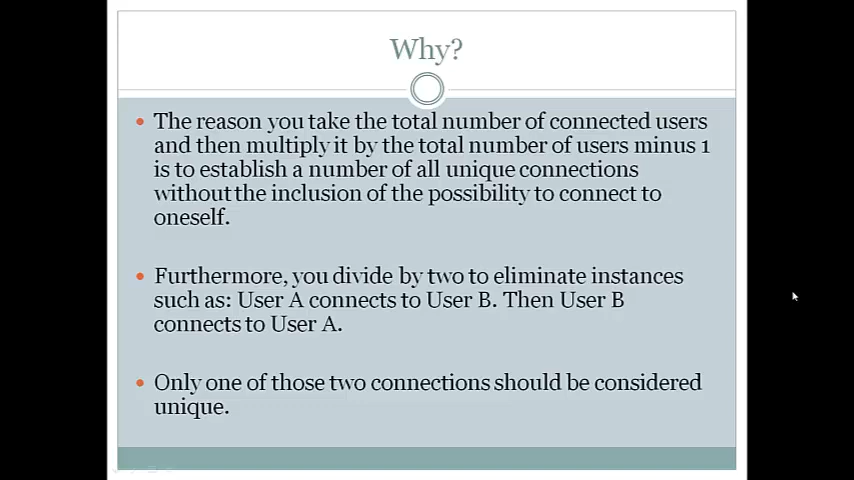 Why?
The reason you take the total number of connected users
and then multiply it by the total number of users minus 1
is to establish a number of all unique connections
without the inclusion of the possibility to connect to
oneself.
Furthermore, you divide by two to eliminate instances
such as: User A connects to User B. Then User B
connects to User A.
Only one of those two connections should be considered
unique.